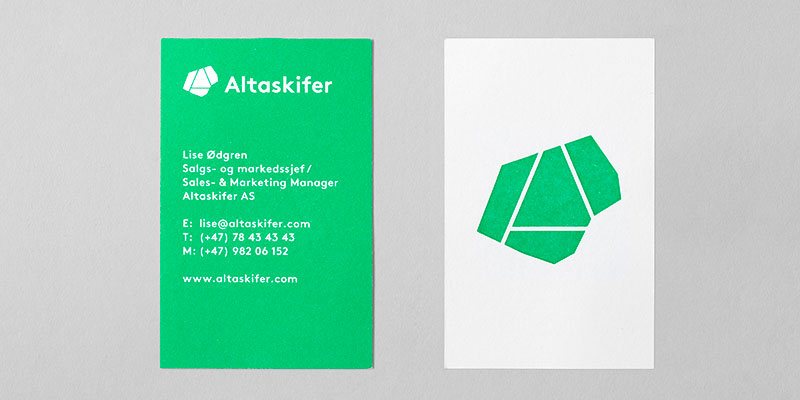 Altaskifer
Lise Ødgren
Salgs- og markedssjef /
Sales- & Marketing Manager
Altaskifer AS
E: lise@altaskifer.com
T: (+47) 78 43 43 43
M: (+47) 982 06 152
www.altaskifer.com